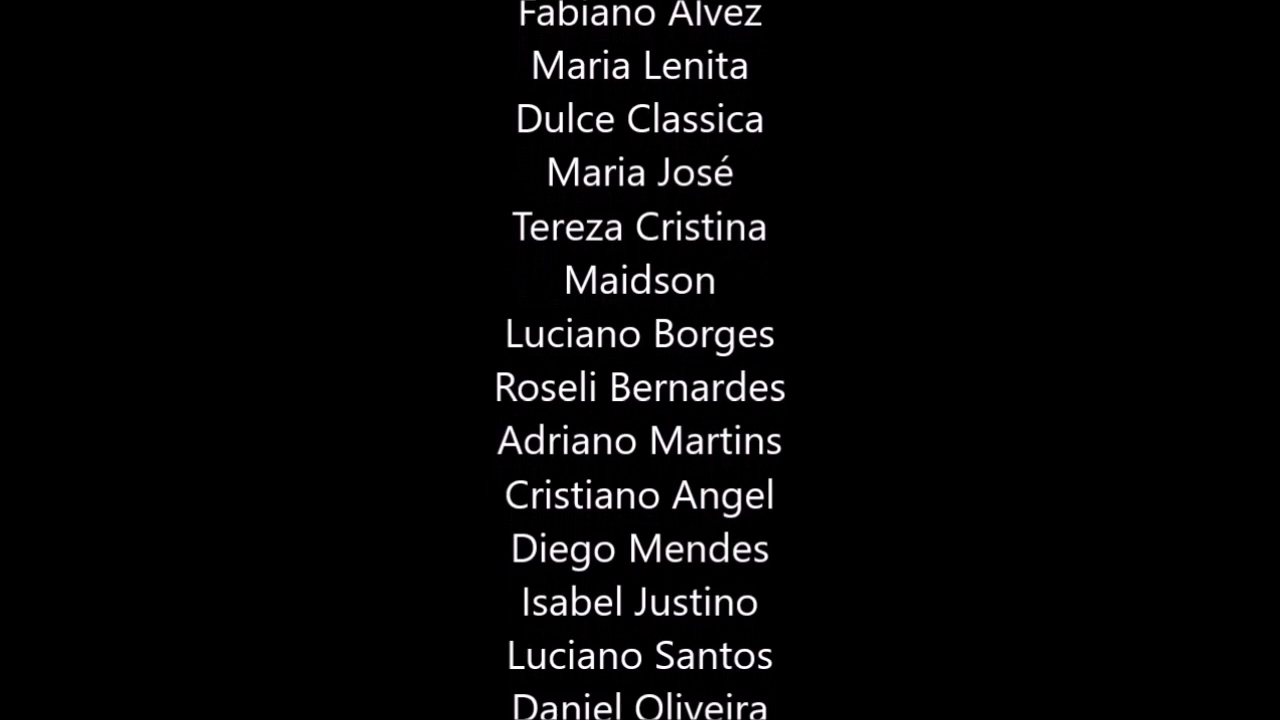 Fabiano Alvez
Maria Lenita
Dulce Classica
Maria José
Tereza Cristina
Maidson
Luciano Borges
Roseli Bernardes
Adriano Martins
Cristiano Angel
Diego Mendes
Isabel Justino
Luciano Santos
Daniel Oliveira